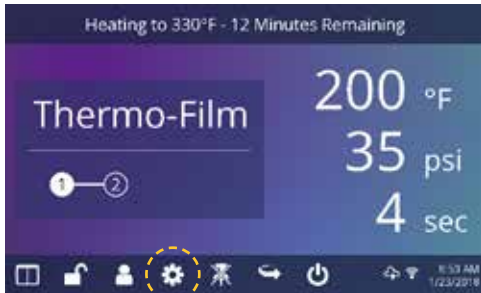 Heating to 330°F - 12 Minutes Remaining
Thermo-Film
200 °F
35 psi
1 2
4 sec
8:53 AM
1/23/2018